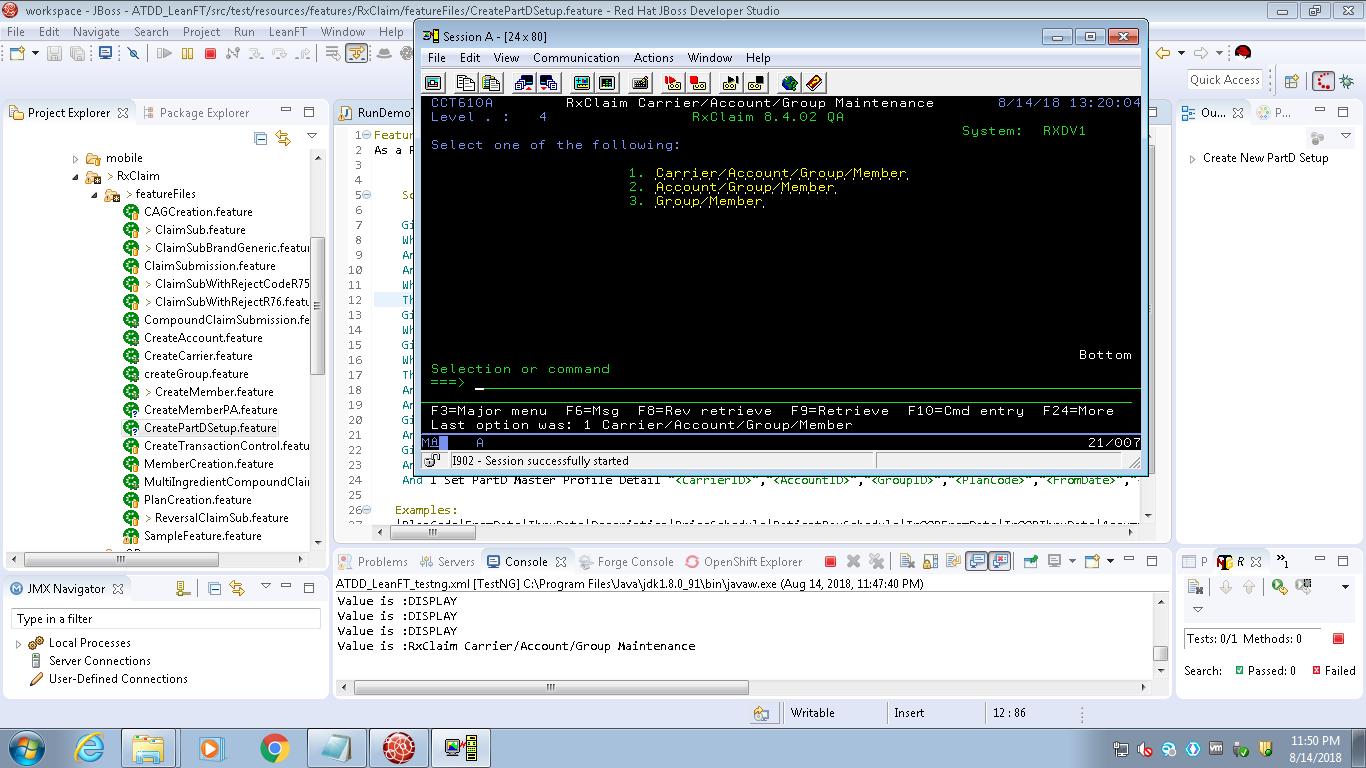 workspace - JBoss - ATDD_LeanFT/src/test/resources/features/RxClaim/featureFiles/CreatePartDSetup.feature - Red Hat JBoss Developer Studio
File Edit Navigate Search Project Run LeanFT Window Help
Quick Access
Project Explorer
Package Explorer
mobile
> RxClaim
> featureFiles
CAGCreation.feature
> ClaimSub.feature
> ClaimSubBrandGeneric.featur
ClaimSubmission.feature
> ClaimSubWithRejectCodeR75
> ClaimSubWithRejectR76.featu
CompoundClaimSubmission.fe
CreateAccount.feature
CreateCarrier.feature
createGroup.feature
> CreateMember.feature
CreateMemberPA.feature
CreatePartDSetup.feature
CreateTransactionControl.featu
MemberCreation.feature
MultiIngredientCompoundClai
PlanCreation.feature
> ReversalClaimSub.feature
SampleFeature.feature
RunDemoT
1 Featur
2 As a R
3
4
5 Sc
6
7 Gi
8 Wh
9 An
10 An
11 Wh
12 Th
13 Gi
14 Wh
15 Gi
16 Wh
17 Th
18 An
19 An
20 Gi
21 An
22 Gi
23 An
24 And I Set PartD Master Profile Detail "<CarrierID>","<AccountID>","<GroupID>","<PlanCode>","<FromDate>",
25
26 Examples:
Session A - [24 x 80]
File Edit View Communication Actions Window Help
CCT610A RxClaim Carrier/Account/Group Maintenance 8/14/18 13:20:04
Level . : 4 RxClaim 8.4.02 QA
System: RXDV1
Select one of the following:
1. Carrier/Account/Group/Member
2. Account/Group/Member
3. Group/Member
Bottom
Selection or command
===>
F3=Major menu F6=Msg F8=Rev retrieve F9=Retrieve F10=Cmd entry F24=More
Last option was: 1 Carrier/Account/Group/Member
MA A 21/007
I902 - Session successfully started
Ou...
P...
Create New PartD Setup
JMX Navigator
Type in a filter
Local Processes
Server Connections
User-Defined Connections
Problems Servers Console Forge Console OpenShift Explorer
ATDD_LeanFT_testng.xml [TestNG] C:\Program Files\Java\jdk1.8.0_91\bin\javaw.exe (Aug 14, 2018, 11:47:40 PM)
Value is :DISPLAY
Value is :DISPLAY
Value is :DISPLAY
Value is :RxClaim Carrier/Account/Group Maintenance
P R »1
Tests: 0/1 Methods: 0
Search: Passed: 0 Failed
Writable Insert 12 : 86
11:50 PM
8/14/2018